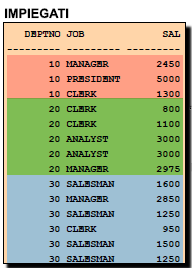 IMPIEGATI
DEPTNO JOB SAL
--------- --------- ---------
10 MANAGER 2450
10 PRESIDENT 5000
10 CLERK 1300
20 CLERK 800
20 CLERK 1100
20 ANALYST 3000
20 ANALYST 3000
20 MANAGER 2975
30 SALESMAN 1600
30 MANAGER 2850
30 SALESMAN 1250
30 CLERK 950
30 SALESMAN 1500
30 SALESMAN 1250